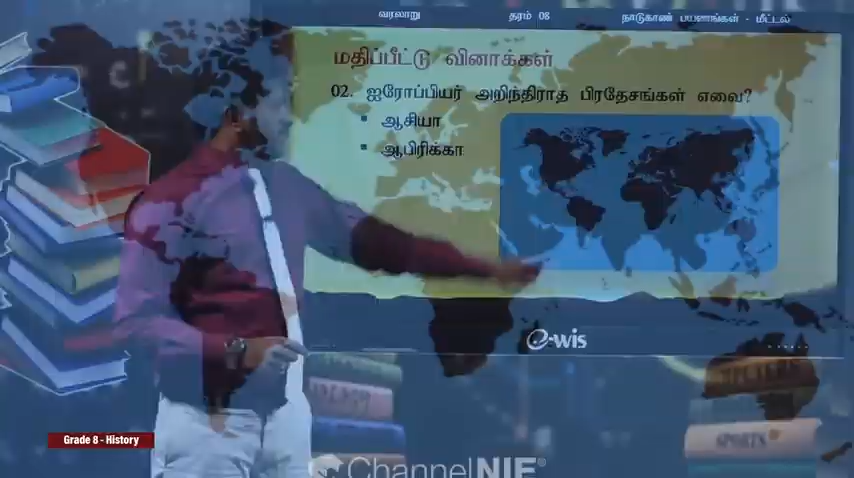 வரலாறு தரம் 08 நாடுகாண் பயணங்கள் - மீட்டல்
மதிப்பீட்டு வினாக்கள்
02. ஐரோப்பியர் அறிந்திராத பிரதேசங்கள் எவை?
▪ ஆசியா
▪ ஆபிரிக்கா
e-wis
SPORTS
Grade 8 - History
ChannelNIE